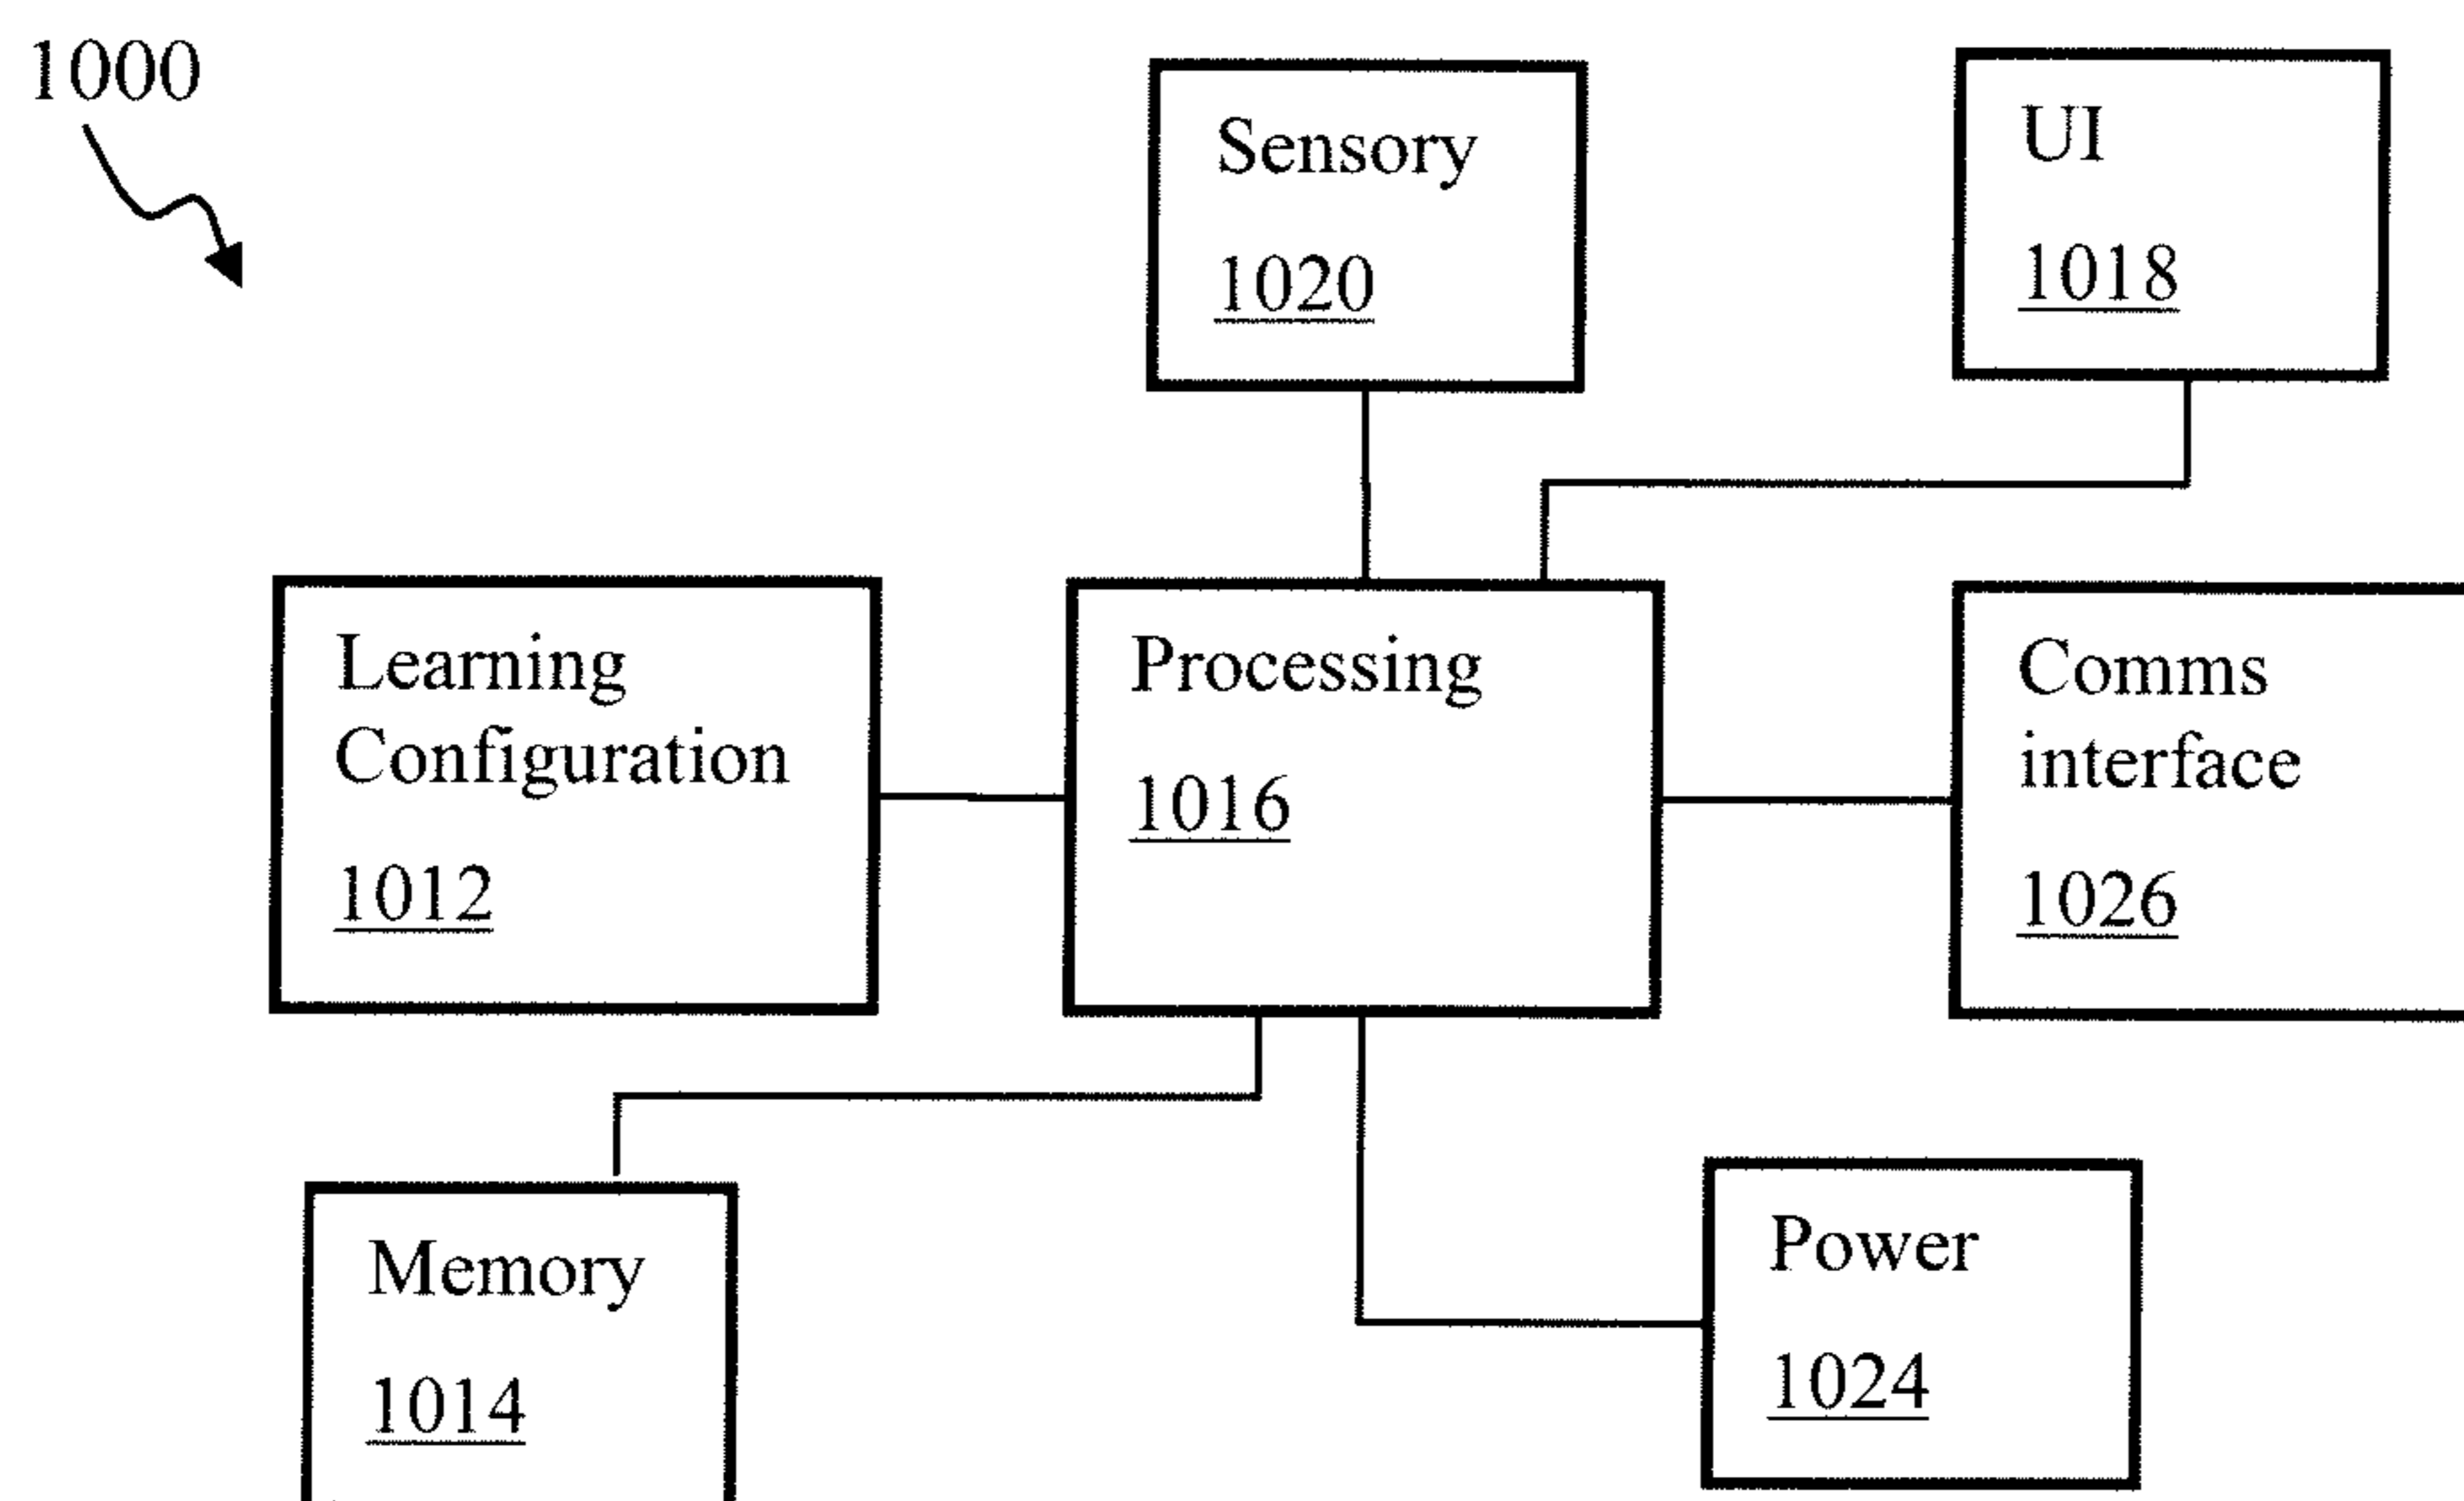 1000
Sensory
1020
UI
1018
Learning
Configuration
1012
Processing
1016
Comms
interface
1026
Memory
1014
Power
1024